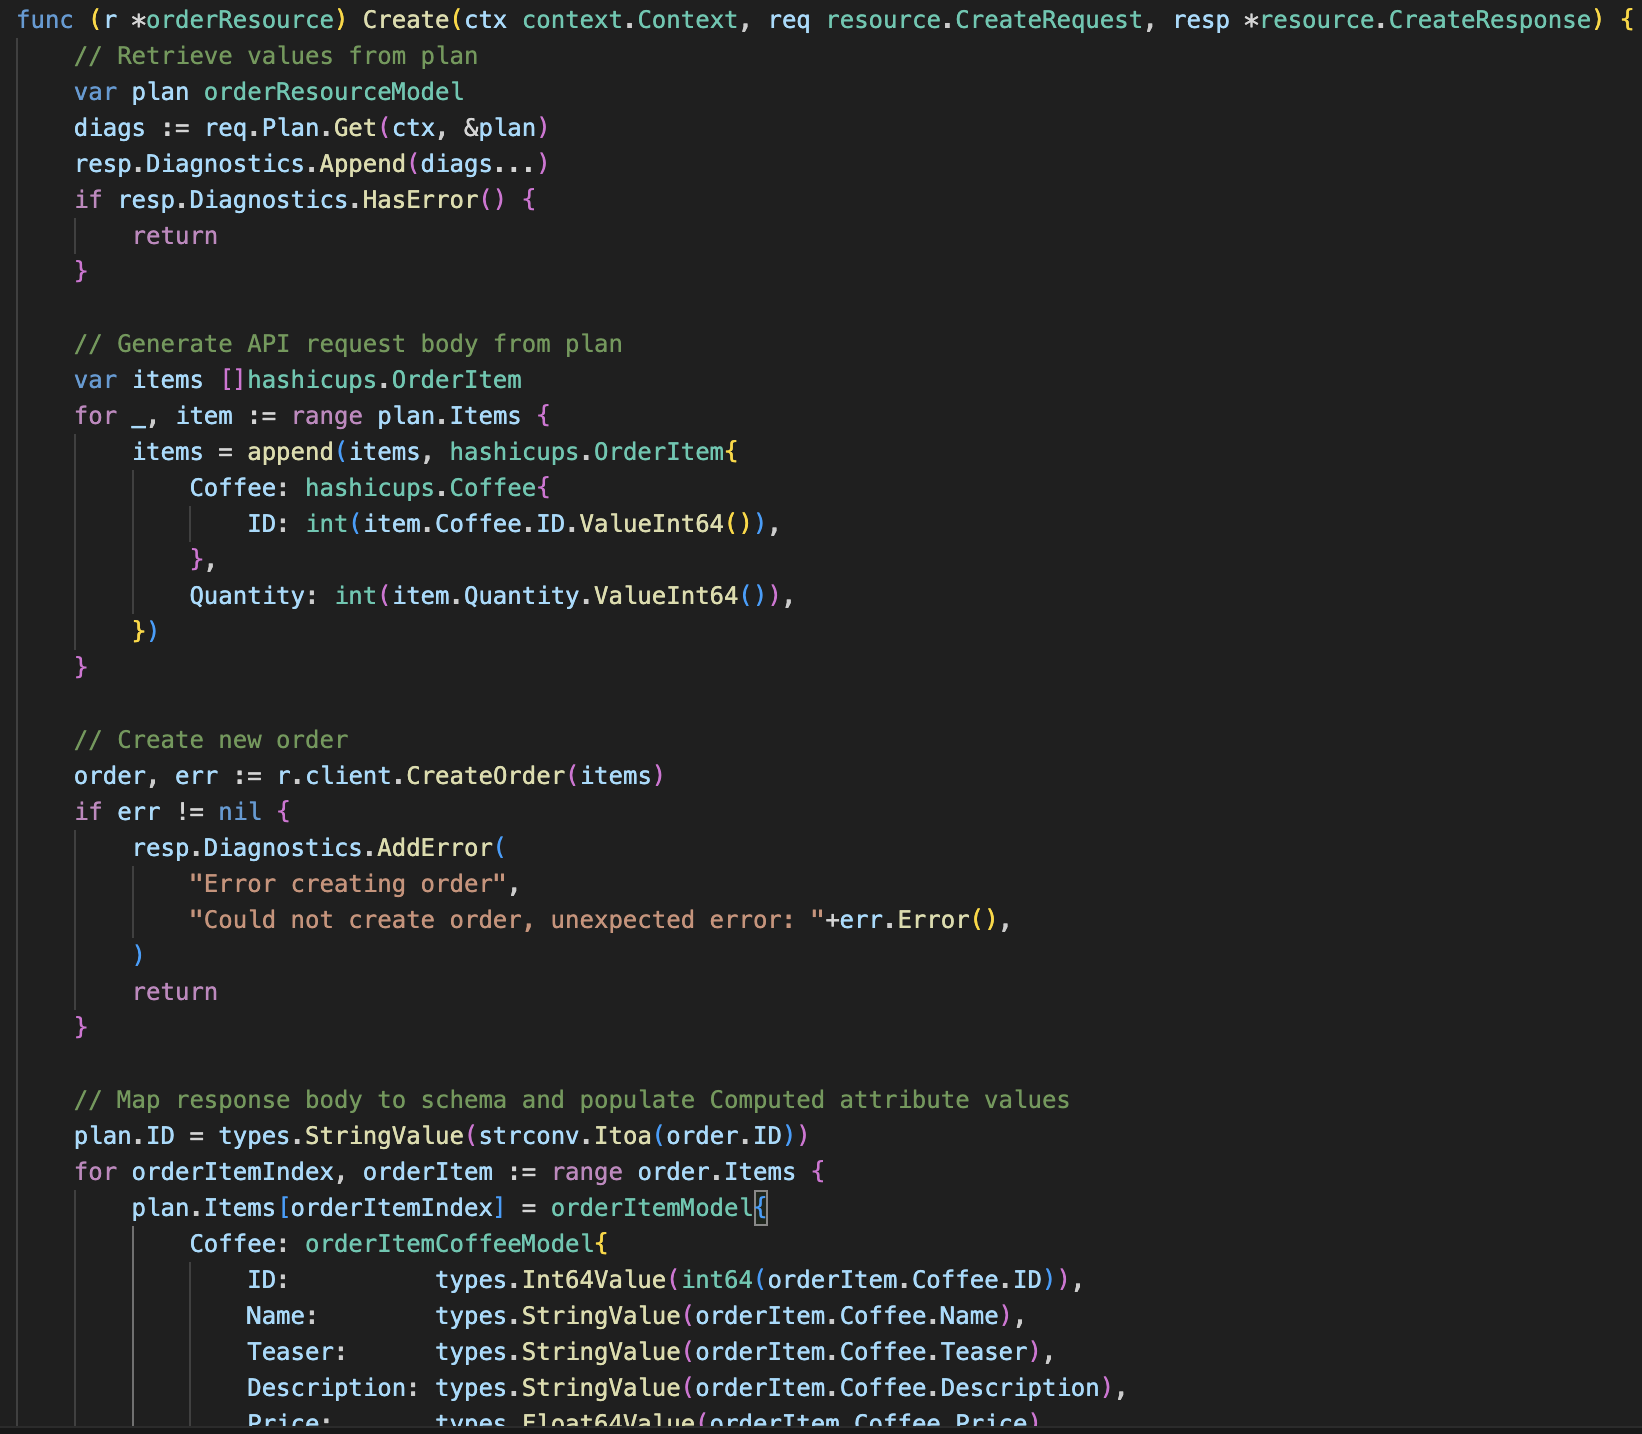 func (r *orderResource) Create(ctx context.Context, req resource.CreateRequest, resp *resource.CreateResponse) {
    // Retrieve values from plan
    var plan orderResourceModel
    diags := req.Plan.Get(ctx, &plan)
    resp.Diagnostics.Append(diags...)
    if resp.Diagnostics.HasError() {
        return
    }

    // Generate API request body from plan
    var items []hashicups.OrderItem
    for _, item := range plan.Items {
        items = append(items, hashicups.OrderItem{
            Coffee: hashicups.Coffee{
                ID: int(item.Coffee.ID.ValueInt64()),
            },
            Quantity: int(item.Quantity.ValueInt64()),
        })
    }

    // Create new order
    order, err := r.client.CreateOrder(items)
    if err != nil {
        resp.Diagnostics.AddError(
            "Error creating order",
            "Could not create order, unexpected error: "+err.Error(),
        )
        return
    }

    // Map response body to schema and populate Computed attribute values
    plan.ID = types.StringValue(strconv.Itoa(order.ID))
    for orderItemIndex, orderItem := range order.Items {
        plan.Items[orderItemIndex] = orderItemModel{
            Coffee: orderItemCoffeeModel{
                ID:          types.Int64Value(int64(orderItem.Coffee.ID)),
                Name:        types.StringValue(orderItem.Coffee.Name),
                Teaser:      types.StringValue(orderItem.Coffee.Teaser),
                Description: types.StringValue(orderItem.Coffee.Description),
                Price:       types.Float64Value(orderItem.Coffee.Price)